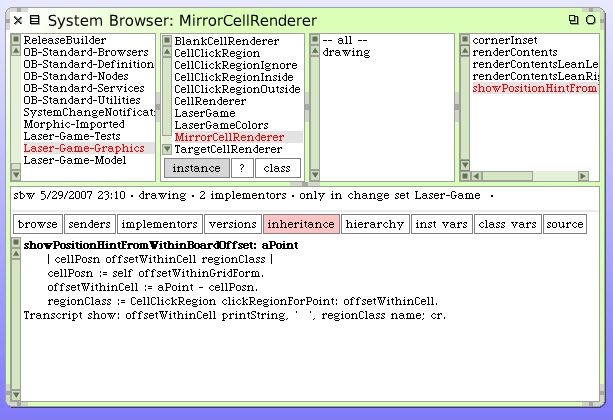 System Browser: MirrorCellRenderer
ReleaseBuilder
OB-Standard-Browsers
OB-Standard-Definition
OB-Standard-Nodes
OB-Standard-Services
OB-Standard-Utilities
SystemChangeNotificat
Morphic-Imported
Laser-Game-Tests
Laser-Game-Graphics
Laser-Game-Model
BlankCellRenderer
CellClickRegion
CellClickRegionIgnore
CellClickRegionInside
CellClickRegionOutside
CellRenderer
LaserGame
LaserGameColors
MirrorCellRenderer
TargetCellRenderer
instance ? class
-- all --
drawing
cornerInset
renderContents
renderContentsLeanLe
renderContentsLeanRig
showPositionHintFrom
sbw 5/29/2007 23:10 · drawing · 2 implementors · only in change set Laser-Game ·
browse senders implementors versions inheritance hierarchy inst vars class vars source
showPositionHintFromWithinBoardOffset: aPoint
| cellPosn offsetWithinCell regionClass |
cellPosn := self offsetWithinGridForm.
offsetWithinCell := aPoint - cellPosn.
regionClass := CellClickRegion clickRegionForPoint: offsetWithinCell.
Transcript show: offsetWithinCell printString, '  ', regionClass name; cr.